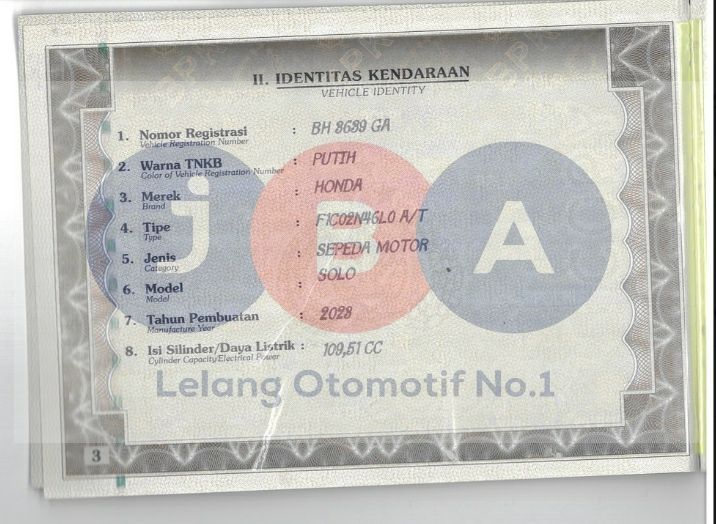 II. IDENTITAS KENDARAAN
VEHICLE IDENTITY
1. Nomor Registrasi : BH 3639 GA
Vehicle Registration Number
2. Warna TNKB : PUTIH
Color of Vehicle Registration Number
3. Merek : HONDA
Brand
4. Tipe : F1C02N46L0 A/T
Type
5. Jenis : SEPEDA MOTOR
Category
6. Model : SOLO
Model
7. Tahun Pembuatan : 2023
Manufacture Year
8. Isi Silinder/Daya Listrik : 109,51 CC
Cylinder Capacity/Electrical Power
jBA
Lelang Otomotif No.1
3